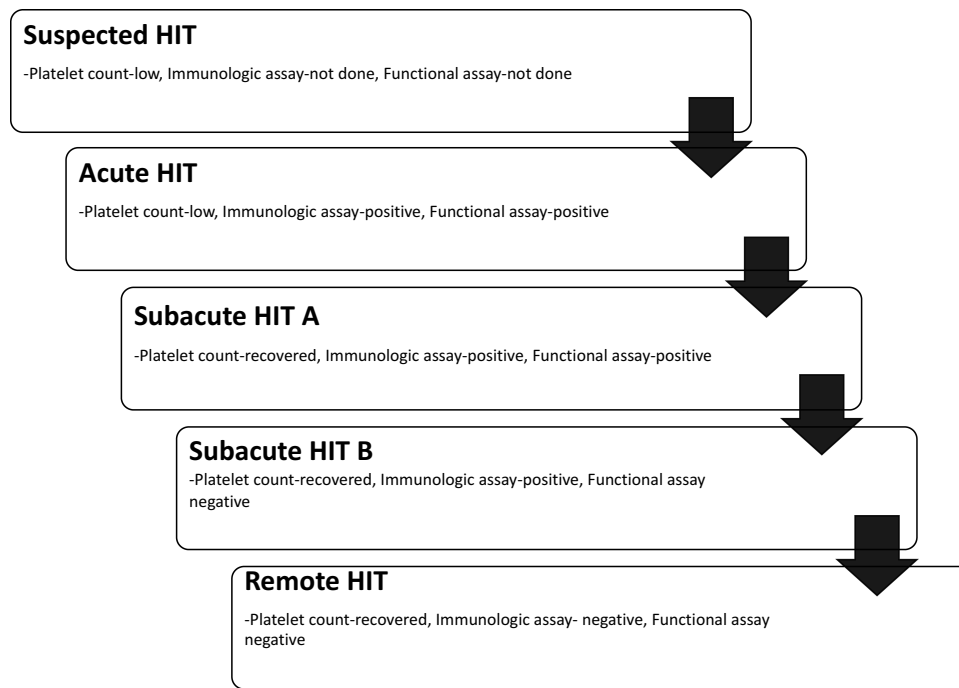 Suspected HIT
-Platelet count-low, Immunologic assay-not done, Functional assay-not done
Acute HIT
-Platelet count-low, Immunologic assay-positive, Functional assay-positive
Subacute HIT A
-Platelet count-recovered, Immunologic assay-positive, Functional assay-positive
Subacute HIT B
-Platelet count-recovered, Immunologic assay-positive, Functional assay
negative
Remote HIT
-Platelet count-recovered, Immunologic assay- negative, Functional assay
negative